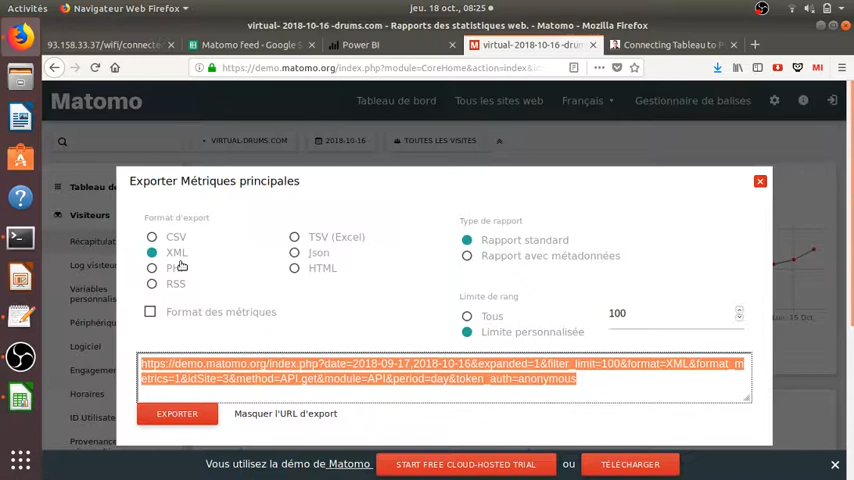 Activités
Navigateur Web Firefox
jeu. 18 oct., 08:25
virtual- 2018-10-16 -drums.com - Rapports des statistiques web. - Matomo - Mozilla Firefox
93.158.33.37/wifi/connecte
Matomo feed - Google S
Power BI
virtual- 2018-10-16 -drum
Connecting Tableau to P
https://demo.matomo.org/index.php?module=CoreHome&action=index&id
Matomo
Tableau de bord
Tous les sites web
Français
Gestionnaire de balises
VIRTUAL-DRUMS.COM
2018-10-16
TOUTES LES VISITES
Tableau de
Visiteurs
Récapitulat
Log visiteu
Variables
personnalis
Périphériqu
Logiciel
Engagemen
Horaires
ID Utilisate
Provenance
Lun. 15 Oct.
Exporter Métriques principales
Format d'export
CSV
XML
RSS
TSV (Excel)
Json
HTML
Format des métriques
Type de rapport
Rapport standard
Rapport avec métadonnées
Limite de rang
Tous
Limite personnalisée
100
https://demo.matomo.org/index.php?date=2018-09-17,2018-10-16&expanded=1&filter_limit=100&format=XML&format_m
etrics=1&idSite=3&method=API.get&module=API&period=day&token_auth=anonymous
EXPORTER
Masquer l'URL d'export
Vous utilisez la démo de Matomo
START FREE CLOUD-HOSTED TRIAL
ou
TÉLÉCHARGER